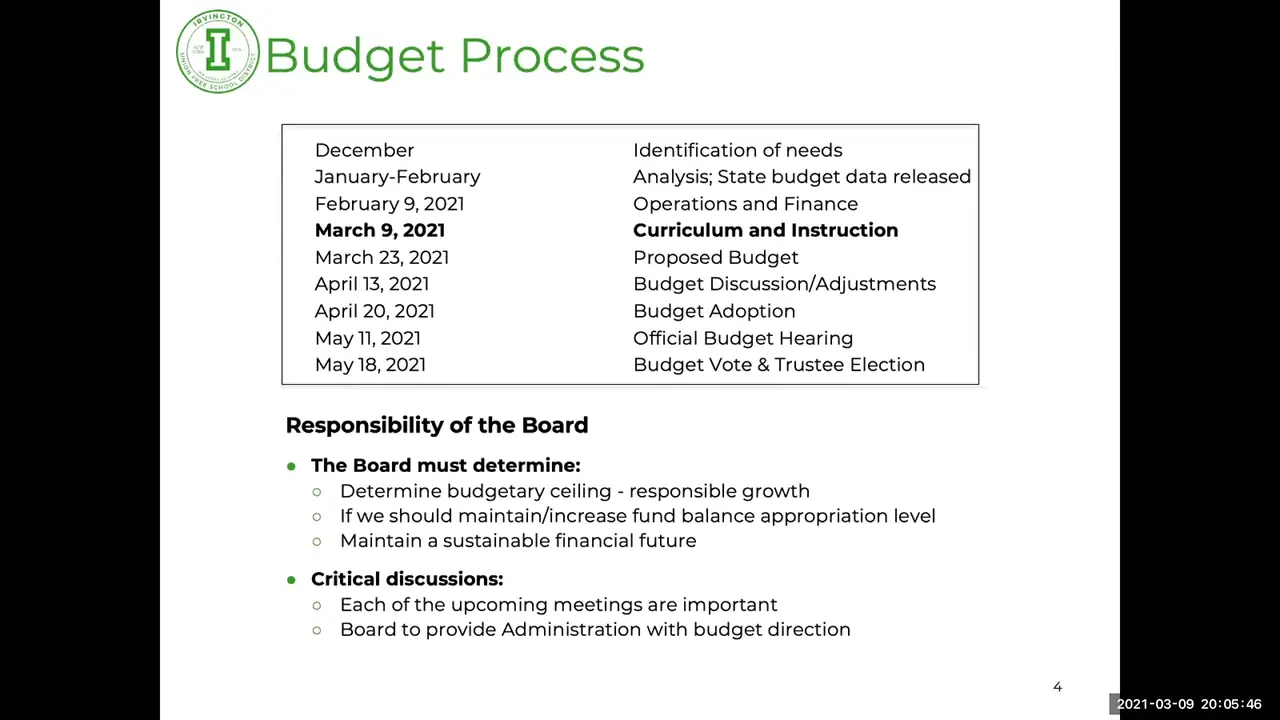 IRVINGTON
UNION FREE SCHOOL DISTRICT
I
Budget Process
December Identification of needs
January-February Analysis; State budget data released
February 9, 2021 Operations and Finance
March 9, 2021 Curriculum and Instruction
March 23, 2021 Proposed Budget
April 13, 2021 Budget Discussion/Adjustments
April 20, 2021 Budget Adoption
May 11, 2021 Official Budget Hearing
May 18, 2021 Budget Vote & Trustee Election
Responsibility of the Board
● The Board must determine:
○ Determine budgetary ceiling - responsible growth
○ If we should maintain/increase fund balance appropriation level
○ Maintain a sustainable financial future
● Critical discussions:
○ Each of the upcoming meetings are important
○ Board to provide Administration with budget direction
4
2021-03-09 20:05:46